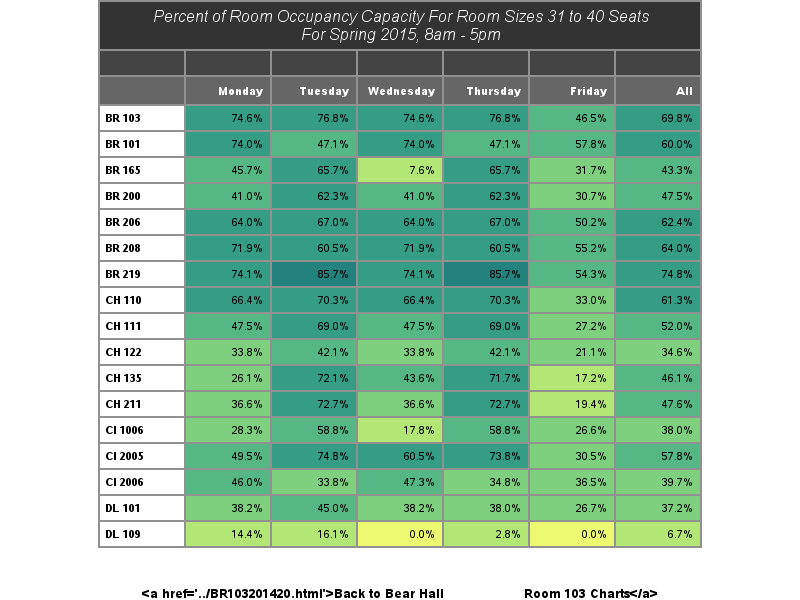 Percent of Room Occupancy Capacity For Room Sizes 31 to 40 Seats
For Spring 2015, 8am - 5pm
Monday Tuesday Wednesday Thursday Friday All
BR 103 74.6% 76.8% 74.6% 76.8% 46.5% 69.8%
BR 101 74.0% 47.1% 74.0% 47.1% 57.8% 60.0%
BR 165 45.7% 65.7% 7.6% 65.7% 31.7% 43.3%
BR 200 41.0% 62.3% 41.0% 62.3% 30.7% 47.5%
BR 206 64.0% 67.0% 64.0% 67.0% 50.2% 62.4%
BR 208 71.9% 60.5% 71.9% 60.5% 55.2% 64.0%
BR 219 74.1% 85.7% 74.1% 85.7% 54.3% 74.8%
CH 110 66.4% 70.3% 66.4% 70.3% 33.0% 61.3%
CH 111 47.5% 69.0% 47.5% 69.0% 27.2% 52.0%
CH 122 33.8% 42.1% 33.8% 42.1% 21.1% 34.6%
CH 135 26.1% 72.1% 43.6% 71.7% 17.2% 46.1%
CH 211 36.6% 72.7% 36.6% 72.7% 19.4% 47.6%
CI 1006 28.3% 58.8% 17.8% 58.8% 26.6% 38.0%
CI 2005 49.5% 74.8% 60.5% 73.8% 30.5% 57.8%
CI 2006 46.0% 33.8% 47.3% 34.8% 36.5% 39.7%
DL 101 38.2% 45.0% 38.2% 38.0% 26.7% 37.2%
DL 109 14.4% 16.1% 0.0% 2.8% 0.0% 6.7%
<a href='../BR103201420.html'>Back to Bear Hall Room 103 Charts</a>